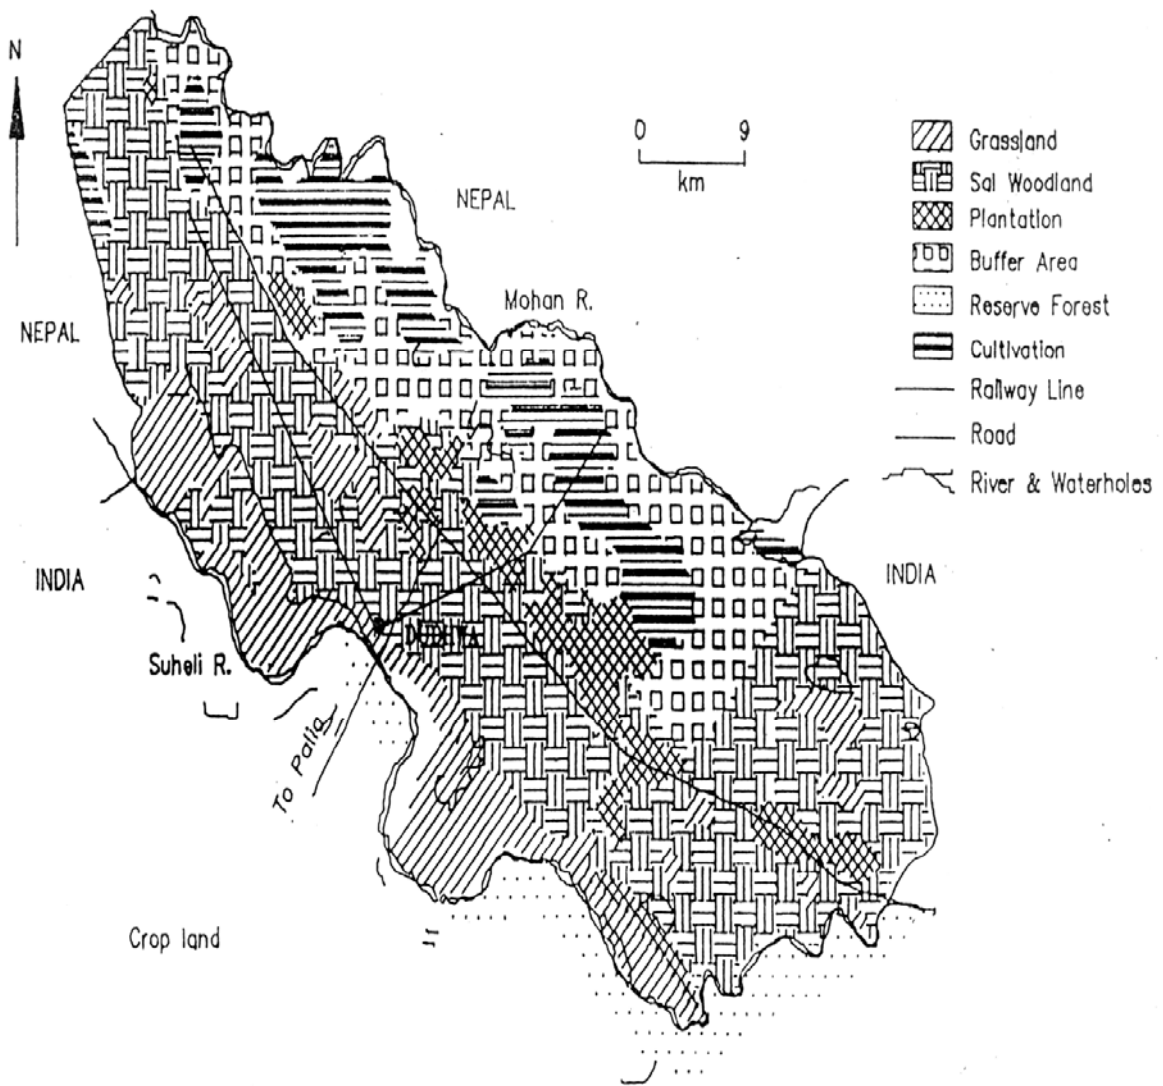 N
0 9
km
NEPAL
Mohan R.
NEPAL
INDIA
INDIA
Suheli R.
DUDHWA
To Palia
Crop land
Grassland
Sal Woodland
Plantation
Buffer Area
Reserve Forest
Cultivation
Railway Line
Road
River & Waterholes